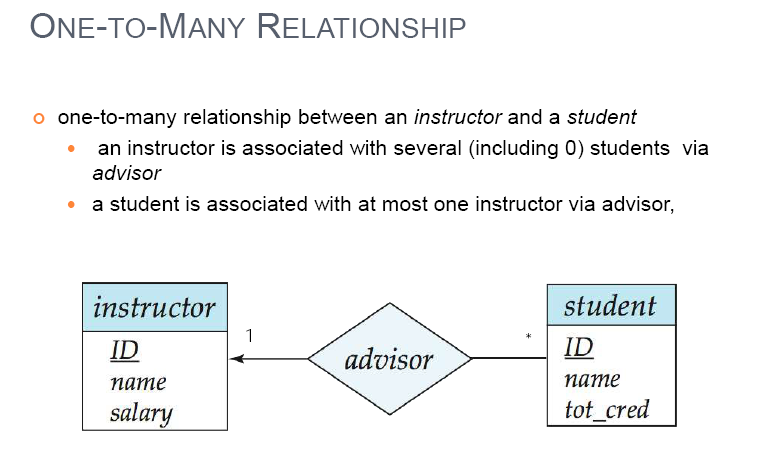 ONE-TO-MANY RELATIONSHIP
one-to-many relationship between an instructor and a student
an instructor is associated with several (including 0) students via
advisor
a student is associated with at most one instructor via advisor,
instructor
ID
name
salary
1
advisor
*
student
ID
name
tot_cred